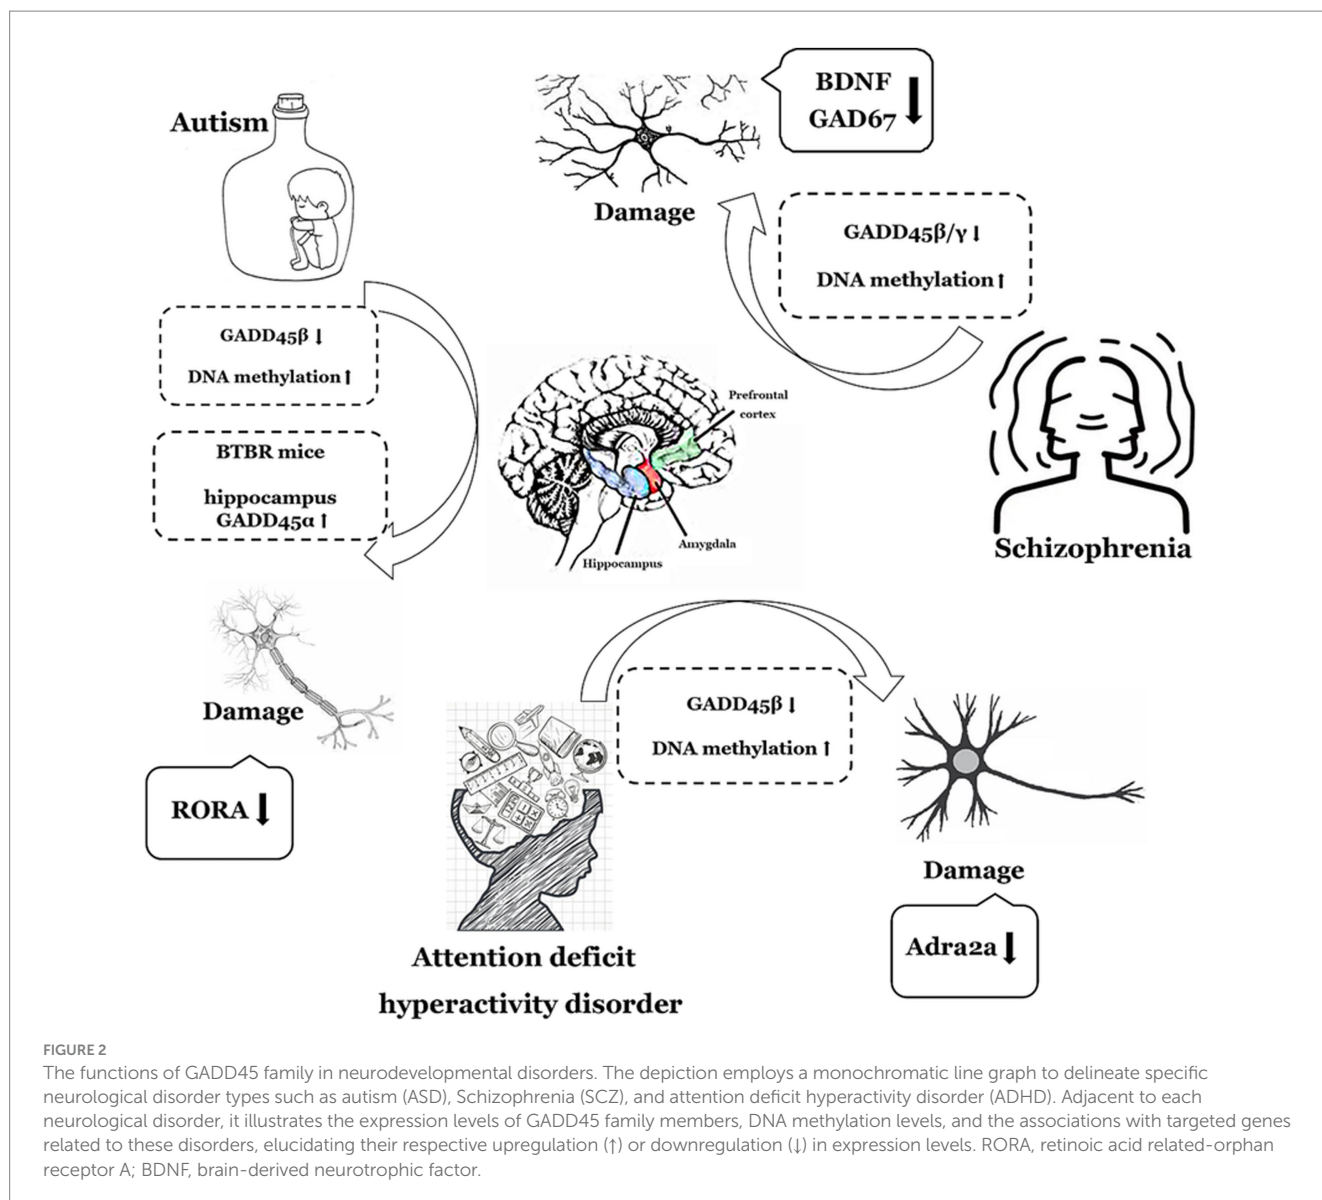 Autism
GADD45β ↓
DNA methylation ↑
BTBR mice
hippocampus
GADD45α ↑
Damage
RORA ↓
BDNF
GAD67 ↓
Damage
GADD45β/γ ↓
DNA methylation ↑
Schizophrenia
Prefrontal
cortex
Amygdala
Hippocampus
GADD45β ↓
DNA methylation ↑
Attention deficit
hyperactivity disorder
Damage
Adra2a ↓
FIGURE 2
The functions of GADD45 family in neurodevelopmental disorders. The depiction employs a monochromatic line graph to delineate specific
neurological disorder types such as autism (ASD), Schizophrenia (SCZ), and attention deficit hyperactivity disorder (ADHD). Adjacent to each
neurological disorder, it illustrates the expression levels of GADD45 family members, DNA methylation levels, and the associations with targeted genes
related to these disorders, elucidating their respective upregulation (↑) or downregulation (↓) in expression levels. RORA, retinoic acid related-orphan
receptor A; BDNF, brain-derived neurotrophic factor.